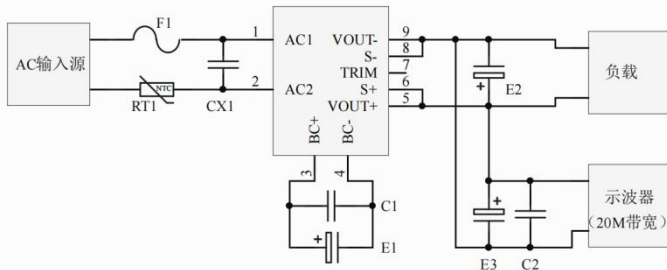 F1
AC输入源
RT1
NTC
CX1
1
2
AC1
AC2
VOUT-
S-
TRIM
S+
VOUT+
BC+
BC-
9
8
7
6
5
3
4
C1
+
E1
+
E2
负载
+
E3
C2
示波器
(20M带宽)